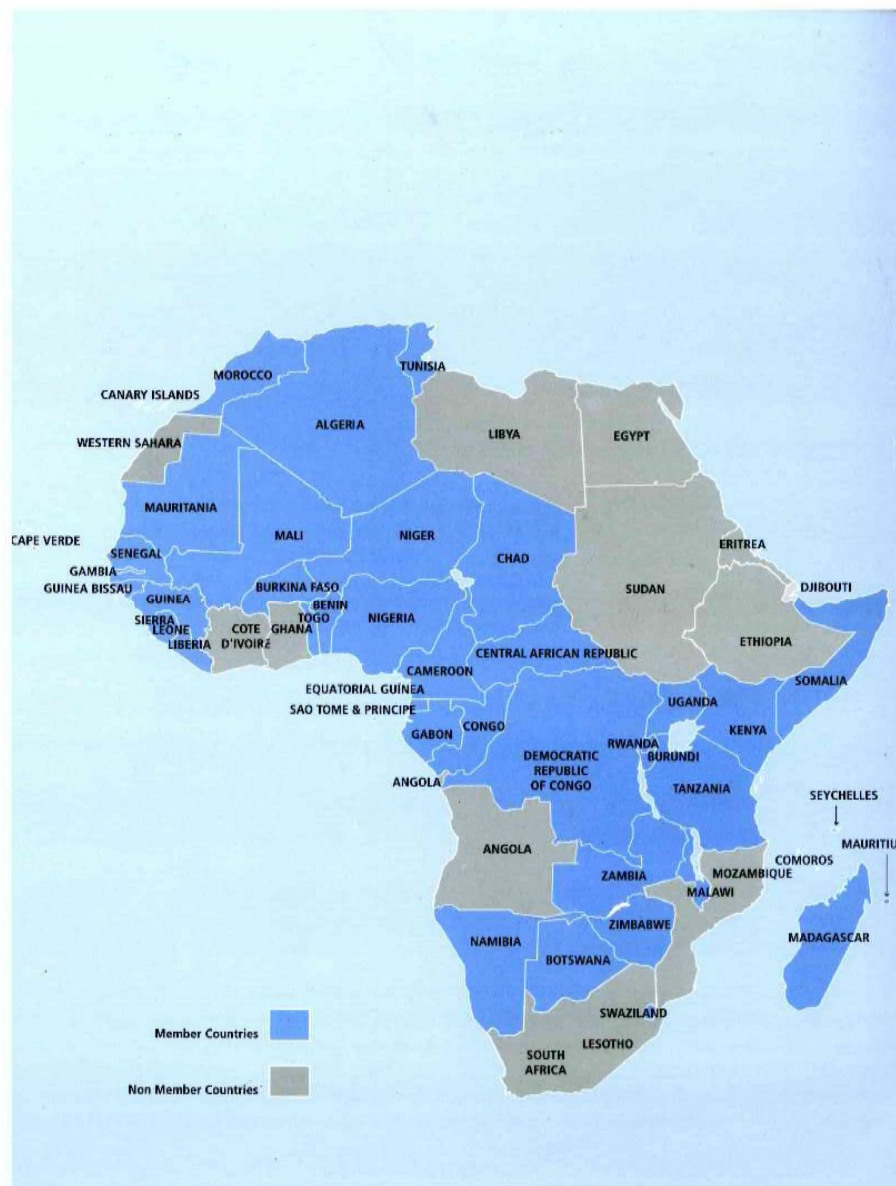 TUNISIA
MOROCCO
CANARY ISLANDS
ALGERIA
LIBYA
EGYPT
WESTERN SAHARA
MAURITANIA
MALI
NIGER
CHAD
CAPE VERDE
SENEGAL
ERITREA
GAMBIA
GUINEA BISSAU
BURKINA FASO
SUDAN
DJIBOUTI
GUINEA
BENIN
SIERRA
LEONE
TOGO
NIGERIA
LIBERIA
COTE
D'IVOIRE
GHANA
ETHIOPIA
CENTRAL AFRICAN REPUBLIC
CAMEROON
SOMALIA
EQUATORIAL GUINEA
UGANDA
SAO TOME & PRINCIPE
CONGO
GABON
KENYA
RWANDA
BURUNDI
DEMOCRATIC
REPUBLIC
OF CONGO
ANGOLA
TANZANIA
SEYCHELLES
MAURITIU
ANGOLA
COMOROS
ZAMBIA
MOZAMBIQUE
MALAWI
ZIMBABWE
NAMIBIA
MADAGASCAR
BOTSWANA
SWAZILAND
LESOTHO
SOUTH
AFRICA
Member Countries
Non Member Countries